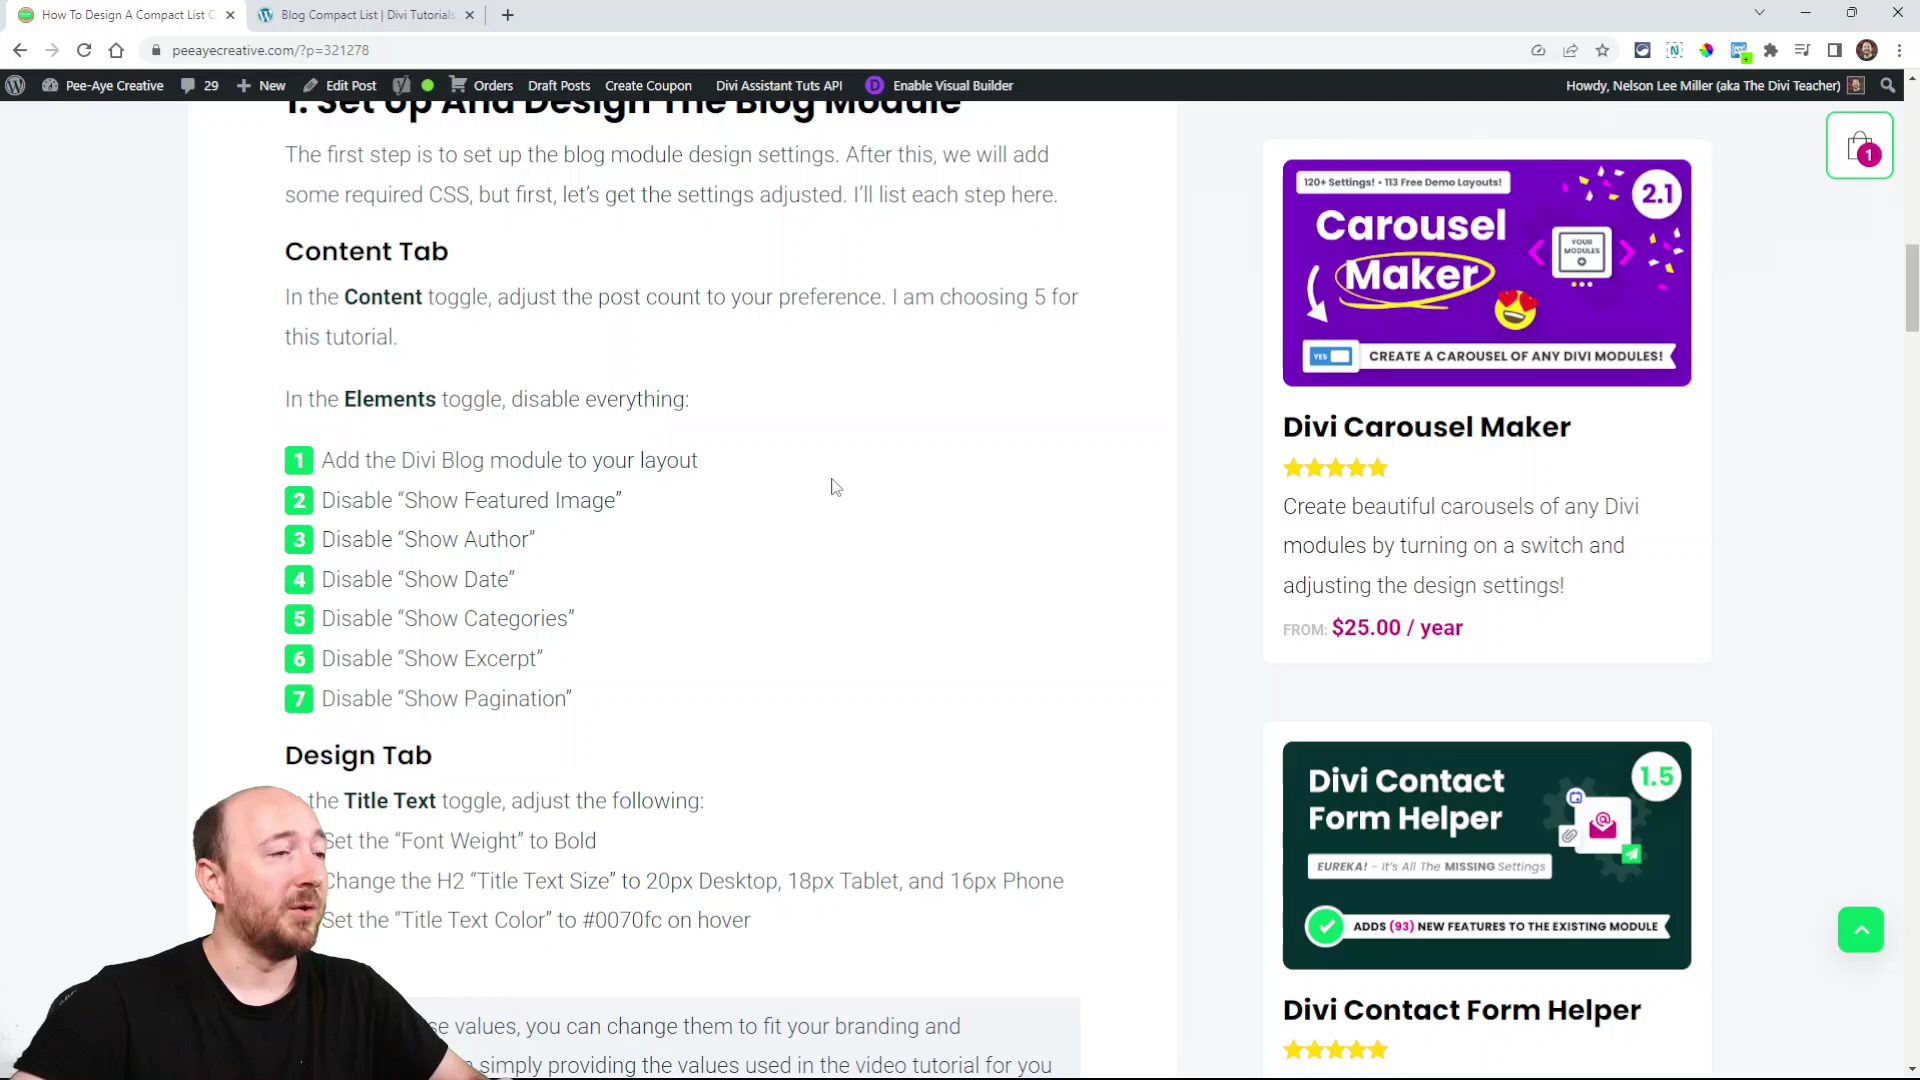 How To Design A Compact List
Blog Compact List | Divi Tutorials
peeayecreative.com/?p=321278
Pee-Aye Creative
29
New
Edit Post
Orders
Draft Posts
Create Coupon
Divi Assistant Tuts API
D
Enable Visual Builder
Howdy, Nelson Lee Miller (aka The Divi Teacher)
1. Set Up And Design The Blog Module
The first step is to set up the blog module design settings. After this, we will add
some required CSS, but first, let’s get the settings adjusted. I’ll list each step here.
Content Tab
In the Content toggle, adjust the post count to your preference. I am choosing 5 for
this tutorial.
In the Elements toggle, disable everything:
1 Add the Divi Blog module to your layout
2 Disable “Show Featured Image”
3 Disable “Show Author”
4 Disable “Show Date”
5 Disable “Show Categories”
6 Disable “Show Excerpt”
7 Disable “Show Pagination”
Design Tab
the Title Text toggle, adjust the following:
Set the “Font Weight” to Bold
Change the H2 “Title Text Size” to 20px Desktop, 18px Tablet, and 16px Phone
Set the “Title Text Color” to #0070fc on hover
se values, you can change them to fit your branding and
simply providing the values used in the video tutorial for you
1
120+ Settings! • 113 Free Demo Layouts!
2.1
Carousel
Maker
YOUR
MODULES
YES
CREATE A CAROUSEL OF ANY DIVI MODULES!
Divi Carousel Maker
Create beautiful carousels of any Divi
modules by turning on a switch and
adjusting the design settings!
FROM: $25.00 / year
Divi Contact
Form Helper
1.5
EUREKA! - It’s All The MISSING Settings
ADDS (93) NEW FEATURES TO THE EXISTING MODULE
Divi Contact Form Helper